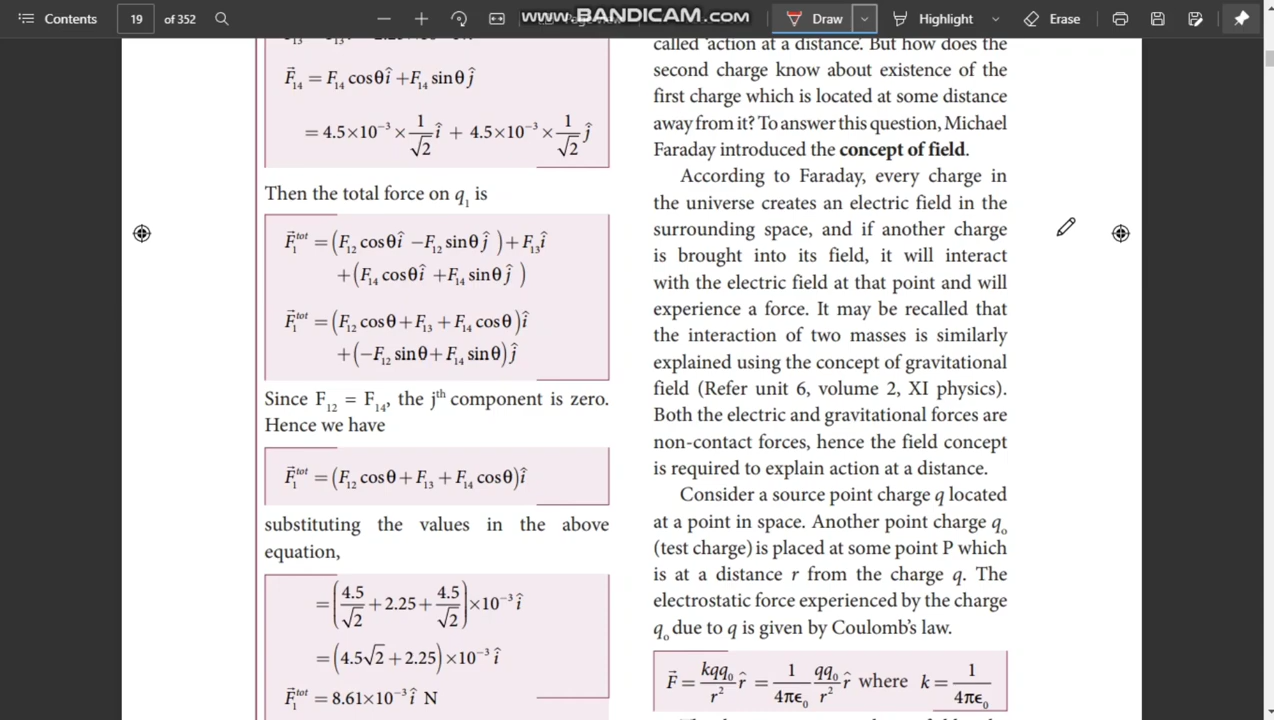 Contents
19 of 352
WWW.BANDICAM.COM
Draw
Highlight
Erase
F⃗₁₄ = F₁₄ cosθ î + F₁₄ sinθ ĵ
= 4.5×10⁻³ × 1/√2 î + 4.5×10⁻³ × 1/√2 ĵ
Then the total force on q₁ is
F⃗₁ᵗᵒᵗ = (F₁₂ cosθ î − F₁₂ sinθ ĵ) + F₁₃ î
+ (F₁₄ cosθ î + F₁₄ sinθ ĵ)
F⃗₁ᵗᵒᵗ = (F₁₂ cosθ + F₁₃ + F₁₄ cosθ) î
+ (−F₁₂ sinθ + F₁₄ sinθ) ĵ
Since F₁₂ = F₁₄, the jᵗʰ component is zero.
Hence we have
F⃗₁ᵗᵒᵗ = (F₁₂ cosθ + F₁₃ + F₁₄ cosθ) î
substituting the values in the above
equation,
= (4.5/√2 + 2.25 + 4.5/√2) ×10⁻³ î
= (4.5√2 + 2.25) ×10⁻³ î
F⃗₁ᵗᵒᵗ = 8.61×10⁻³ î N
called 'action at a distance'. But how does the
second charge know about existence of the
first charge which is located at some distance
away from it? To answer this question, Michael
Faraday introduced the concept of field.
According to Faraday, every charge in
the universe creates an electric field in the
surrounding space, and if another charge
is brought into its field, it will interact
with the electric field at that point and will
experience a force. It may be recalled that
the interaction of two masses is similarly
explained using the concept of gravitational
field (Refer unit 6, volume 2, XI physics).
Both the electric and gravitational forces are
non-contact forces, hence the field concept
is required to explain action at a distance.
Consider a source point charge q located
at a point in space. Another point charge qₒ
(test charge) is placed at some point P which
is at a distance r from the charge q. The
electrostatic force experienced by the charge
qₒ due to q is given by Coulomb's law.
F⃗ = kqq₀/r² r̂ = 1/4πϵ₀ qq₀/r² r̂ where k = 1/4πϵ₀